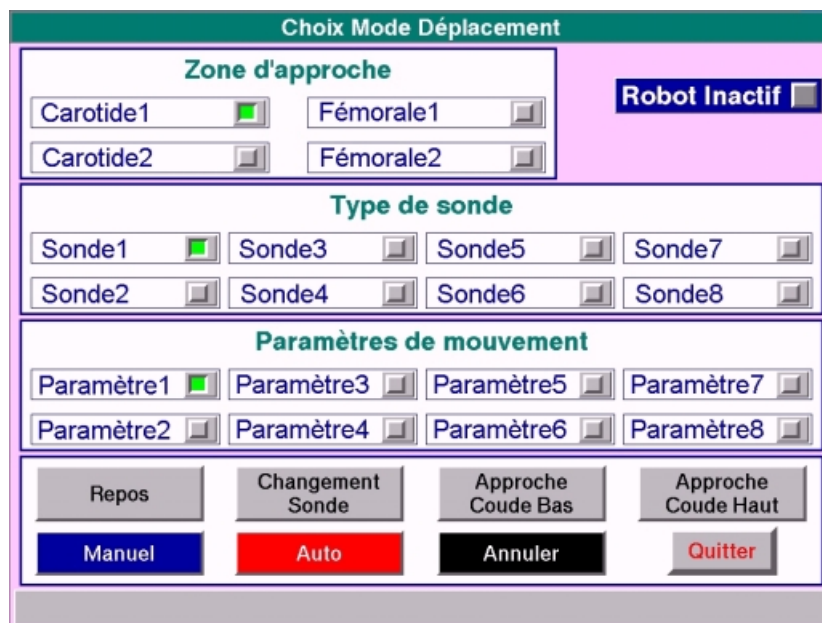 Choix Mode Déplacement
Zone d'approche
Robot Inactif
Carotide1 Fémorale1
Carotide2 Fémorale2
Type de sonde
Sonde1 Sonde3 Sonde5 Sonde7
Sonde2 Sonde4 Sonde6 Sonde8
Paramètres de mouvement
Paramètre1 Paramètre3 Paramètre5 Paramètre7
Paramètre2 Paramètre4 Paramètre6 Paramètre8
Repos
Changement
Sonde
Approche
Coude Bas
Approche
Coude Haut
Manuel Auto Annuler Quitter